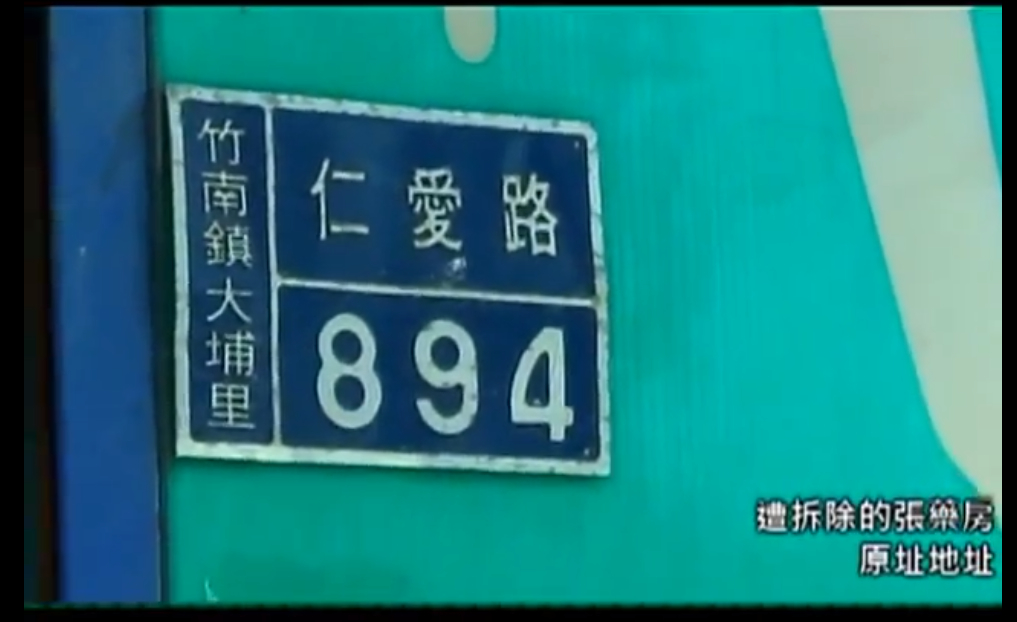 竹南鎮大埔里
仁愛路
894
遭拆除的張藥房
原址地址